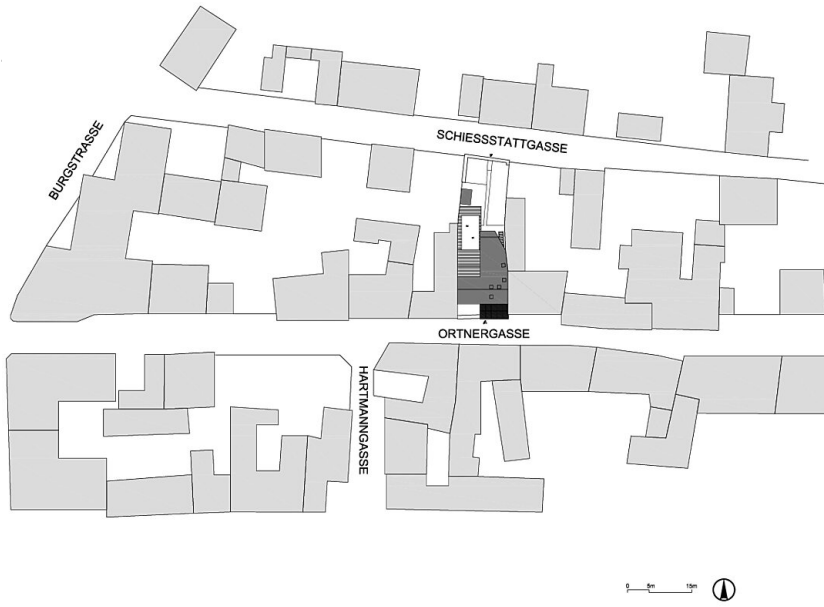 SCHIESSSTATTGASSE
BURGSTRASSE
ORTNERGASSE
HARTMANNGASSE
0 5m 15m